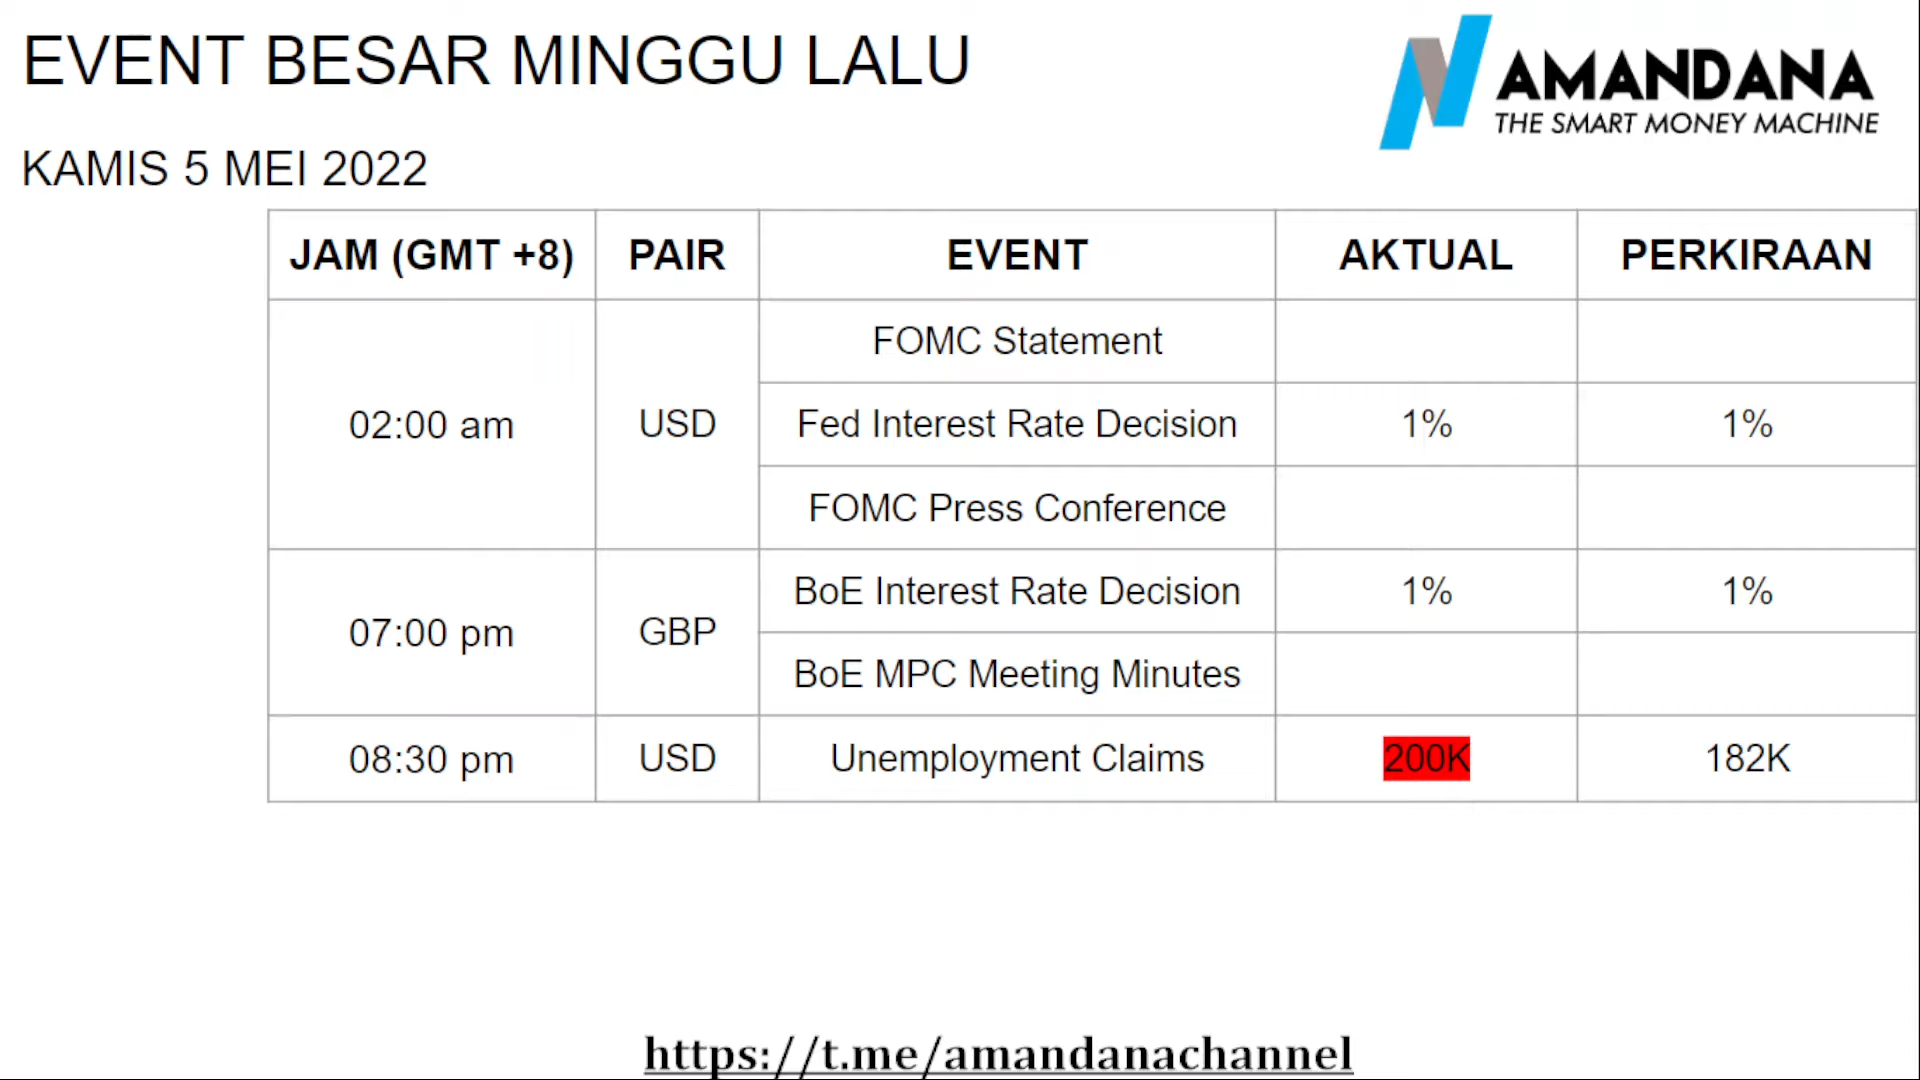 EVENT BESAR MINGGU LALU
AMANDANA
THE SMART MONEY MACHINE
KAMIS 5 MEI 2022
JAM (GMT +8) PAIR EVENT AKTUAL PERKIRAAN
FOMC Statement
02:00 am USD Fed Interest Rate Decision 1% 1%
FOMC Press Conference
07:00 pm GBP BoE Interest Rate Decision 1% 1%
BoE MPC Meeting Minutes
08:30 pm USD Unemployment Claims 200K 182K
https://t.me/amandanachannel